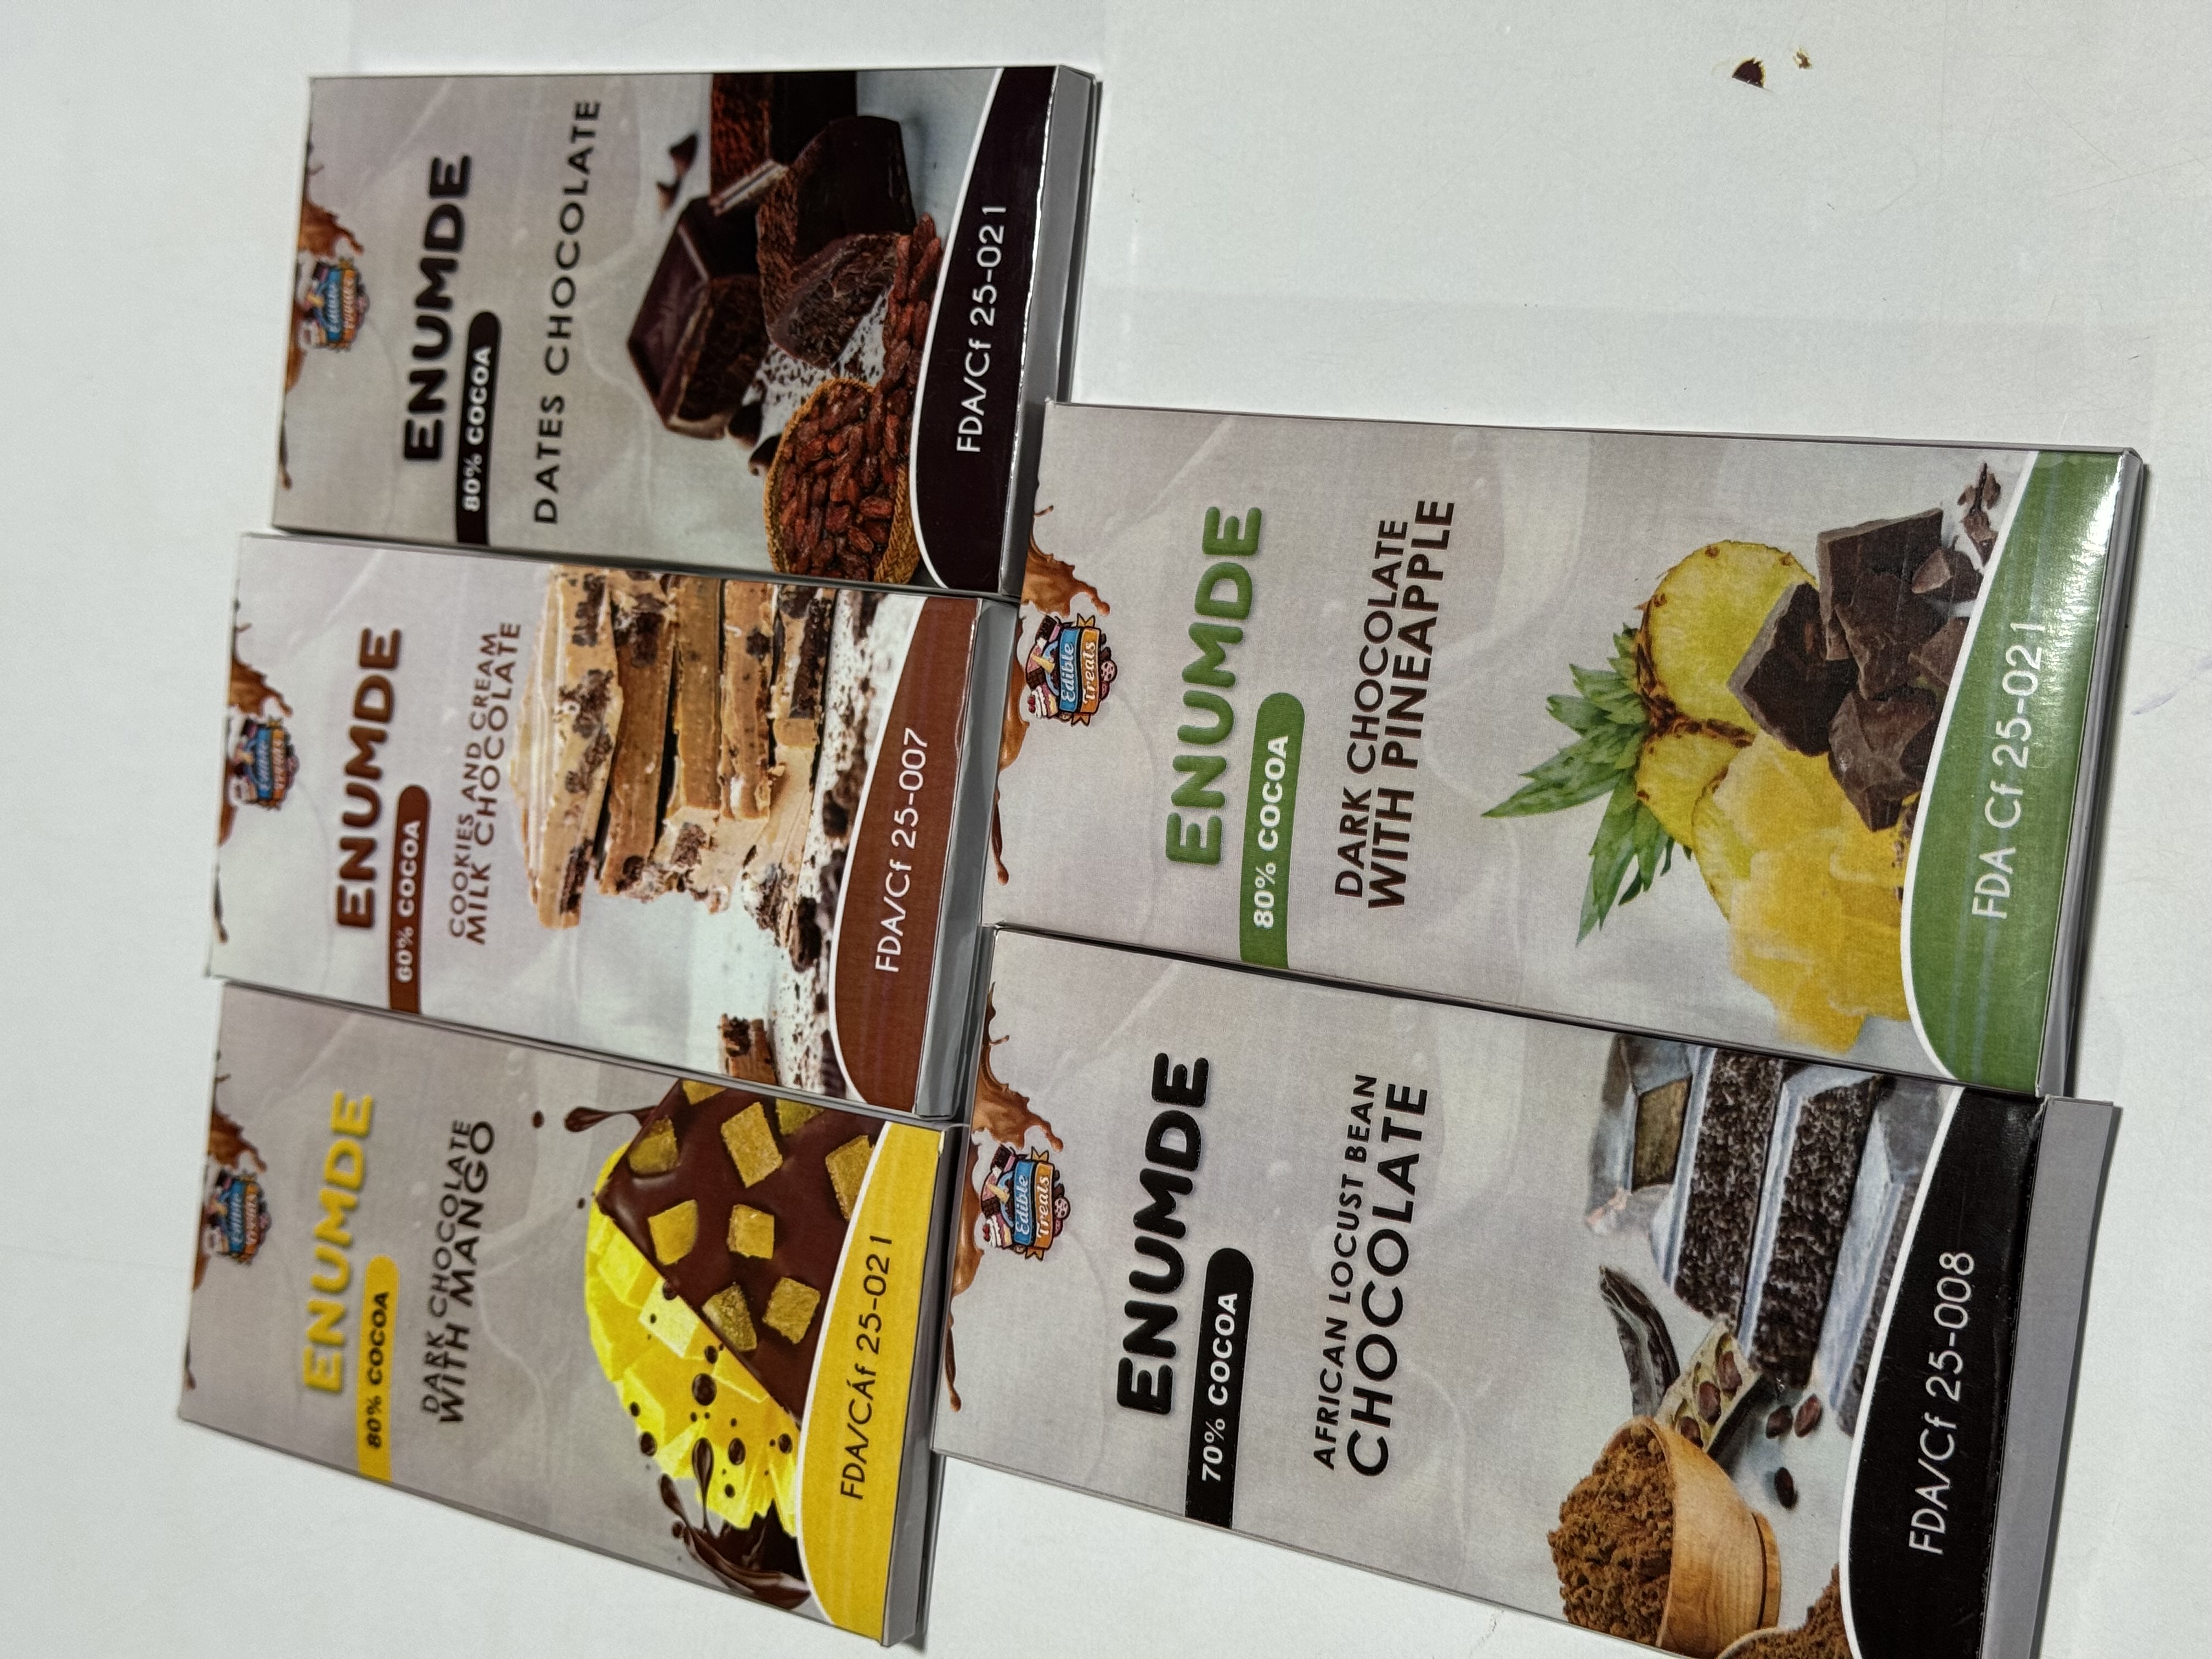 Edible
Treats
ENUMDE
80% COCOA
DARK CHOCOLATE
WITH MANGO
FDA/CÁf 25-021
Edible
Treats
ENUMDE
60% COCOA
COOKIES AND CREAM
MILK CHOCOLATE
FDA/Cf 25-007
Edible
Treats
ENUMDE
80% COCOA
DATES CHOCOLATE
FDA/Cf 25-021
Edible
Treats
ENUMDE
70% COCOA
AFRICAN LOCUST BEAN
CHOCOLATE
FDA/Cf 25-008
Edible
Treats
ENUMDE
80% COCOA
DARK CHOCOLATE
WITH PINEAPPLE
FDA Cf 25-021